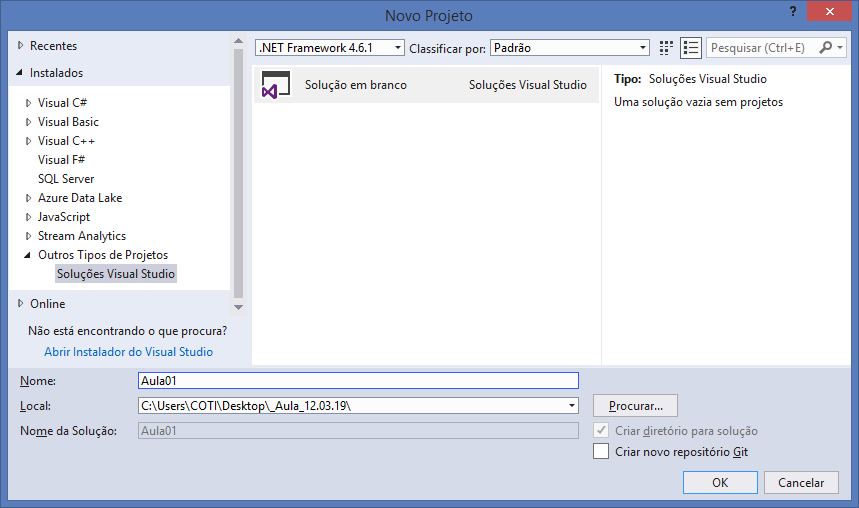 Novo Projeto
?
Recentes
Instalados
Visual C#
Visual Basic
Visual C++
Visual F#
SQL Server
Azure Data Lake
JavaScript
Stream Analytics
Outros Tipos de Projetos
Soluções Visual Studio
Online
Não está encontrando o que procura?
Abrir Instalador do Visual Studio
.NET Framework 4.6.1 Classificar por: Padrão Pesquisar (Ctrl+E)
Solução em branco Soluções Visual Studio
Tipo: Soluções Visual Studio
Uma solução vazia sem projetos
Nome: Aula01
Local: C:\Users\COTI\Desktop\_Aula_12.03.19\ Procurar...
Nome da Solução: Aula01 Criar diretório para solução
Criar novo repositório Git
OK Cancelar